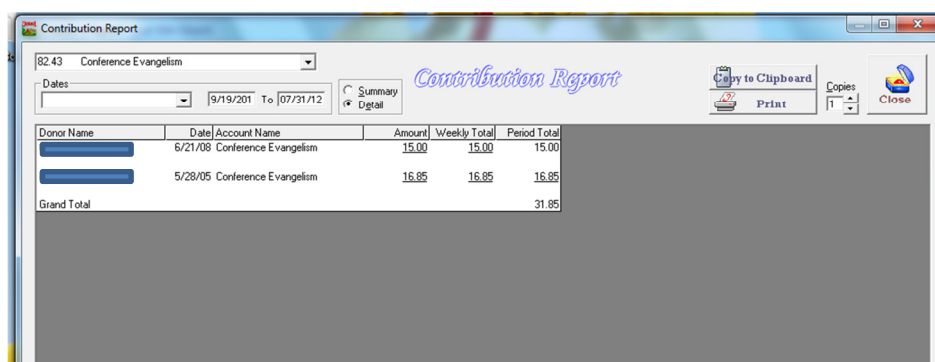 Contribution Report
82.43 Conference Evangelism
Dates
9/19/201 To 07/31/12
Summary
Detail
Contribution Report
Copy to Clipboard
Print
Copies
1
Close
Donor Name Date Account Name Amount Weekly Total Period Total
6/21/08 Conference Evangelism 15.00 15.00 15.00
5/28/05 Conference Evangelism 16.85 16.85 16.85
Grand Total 31.85